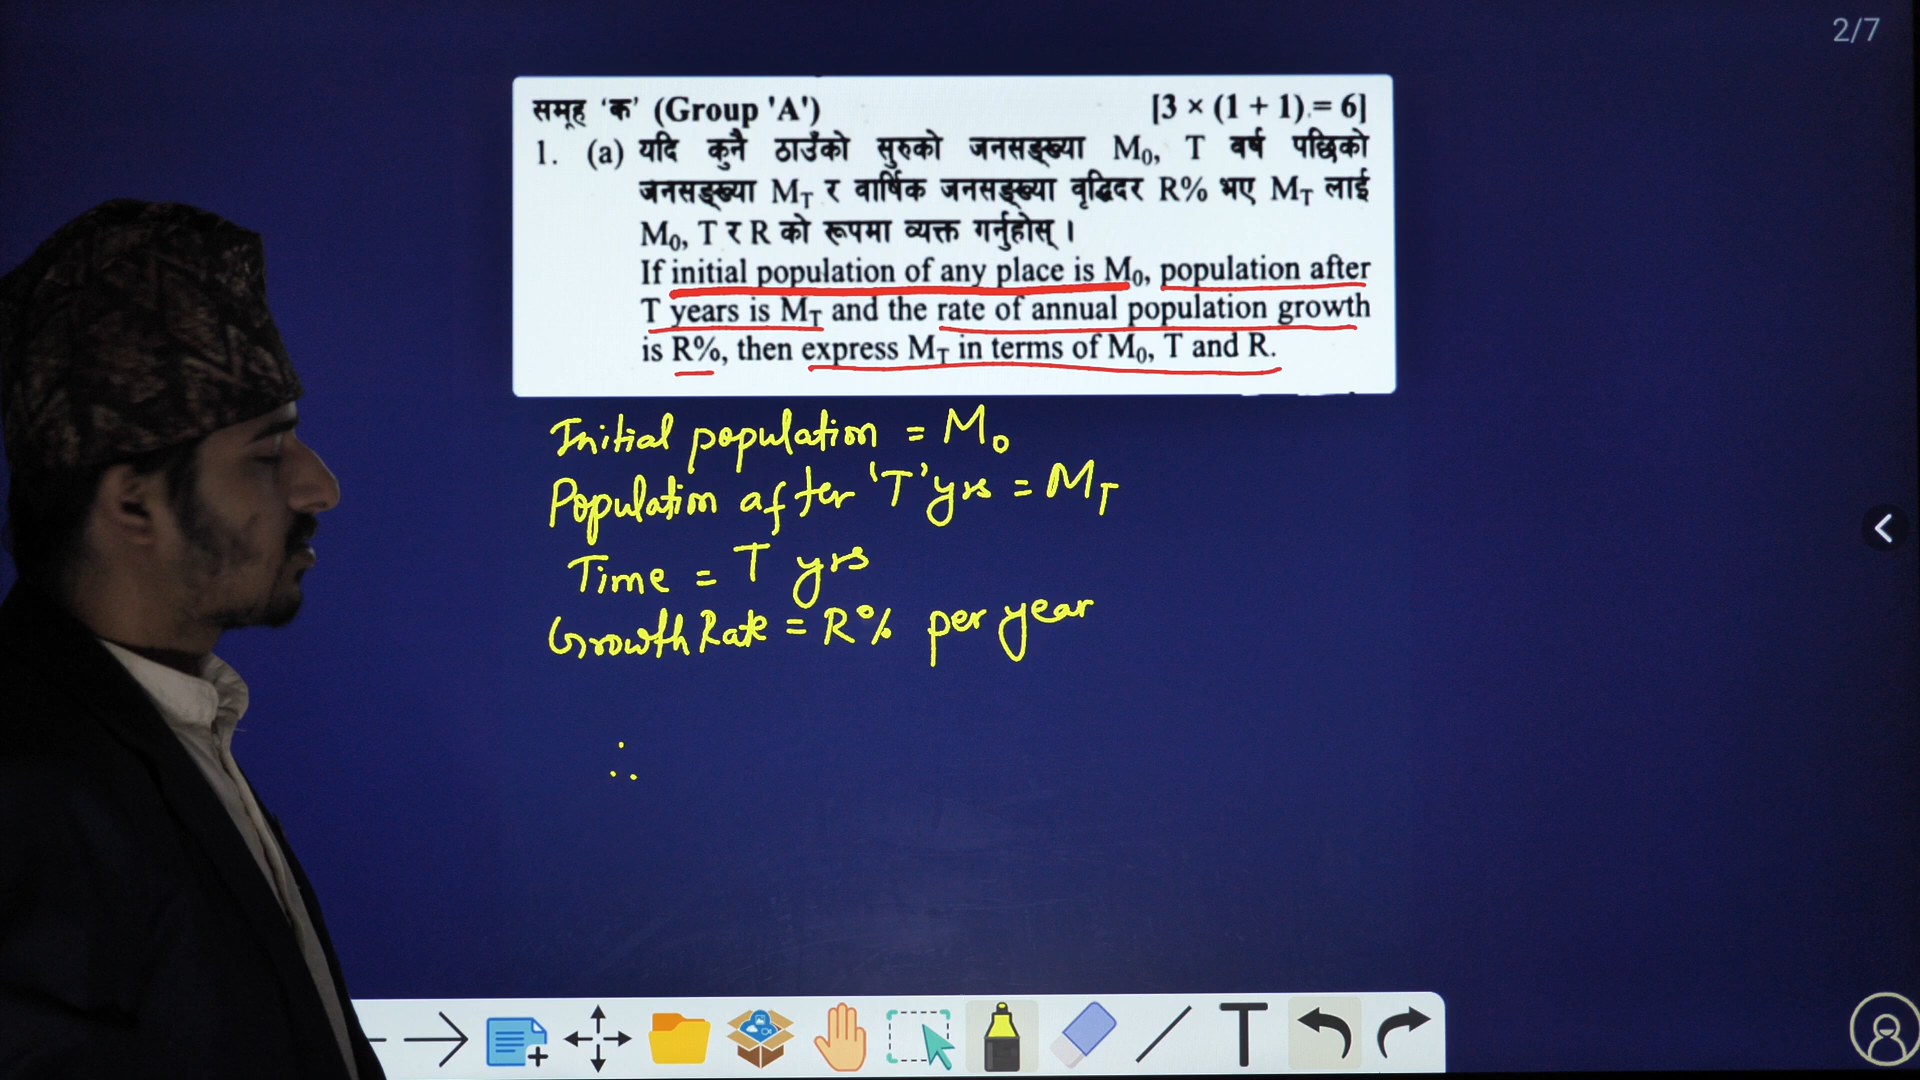 2/7
समूह 'क' (Group 'A') [3 × (1 + 1) = 6]
1. (a) यदि कुनै ठाउँको सुरुको जनसङ्ख्या M₀, T वर्ष पछिको
जनसङ्ख्या M_T र वार्षिक जनसङ्ख्या वृद्धिदर R% भए M_T लाई
M₀, T र R को रूपमा व्यक्त गर्नुहोस् ।
If initial population of any place is M₀, population after
T years is M_T and the rate of annual population growth
is R%, then express M_T in terms of M₀, T and R.
Initial population = M₀
Population after 'T' yrs = M_T
Time = T yrs
Growth Rate = R% per year
∴
T